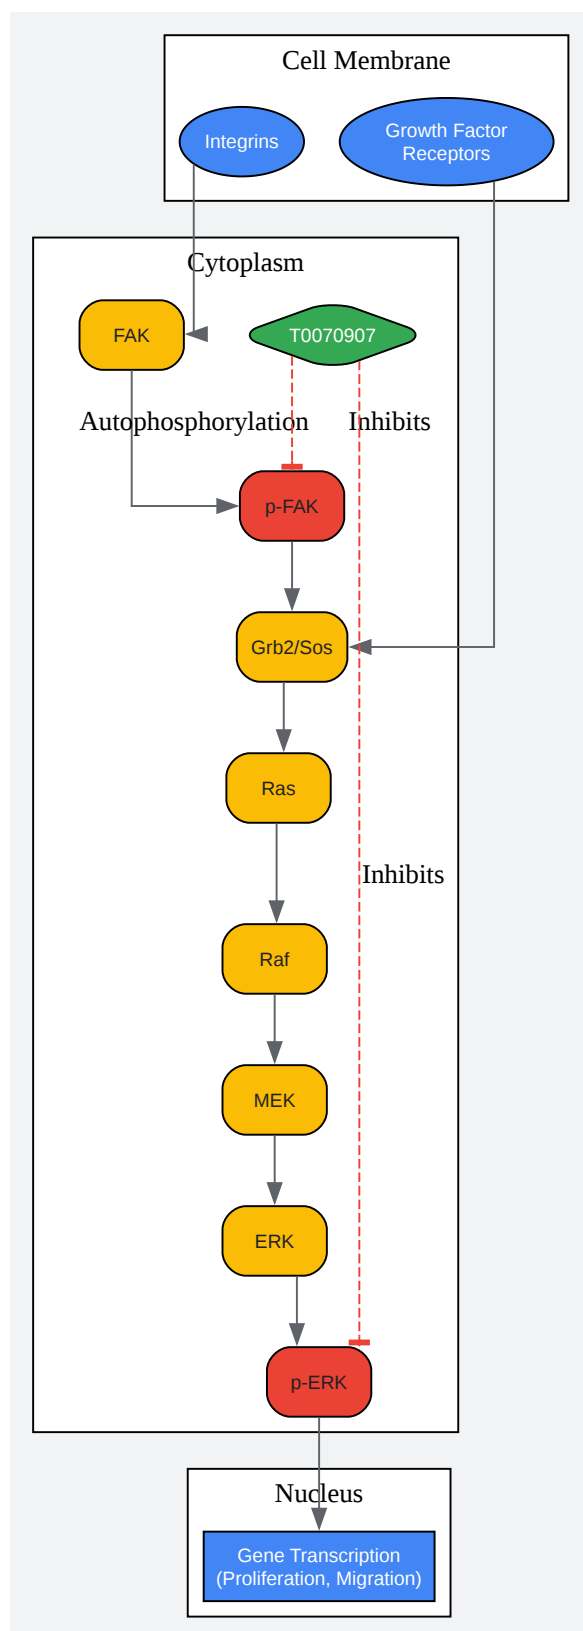 Cell Membrane
Integrins
Growth Factor
Receptors
Cytoplasm
FAK
T0070907
Autophosphorylation
Inhibits
p-FAK
Grb2/Sos
Ras
Inhibits
Raf
MEK
ERK
p-ERK
Nucleus
Gene Transcription
(Proliferation, Migration)